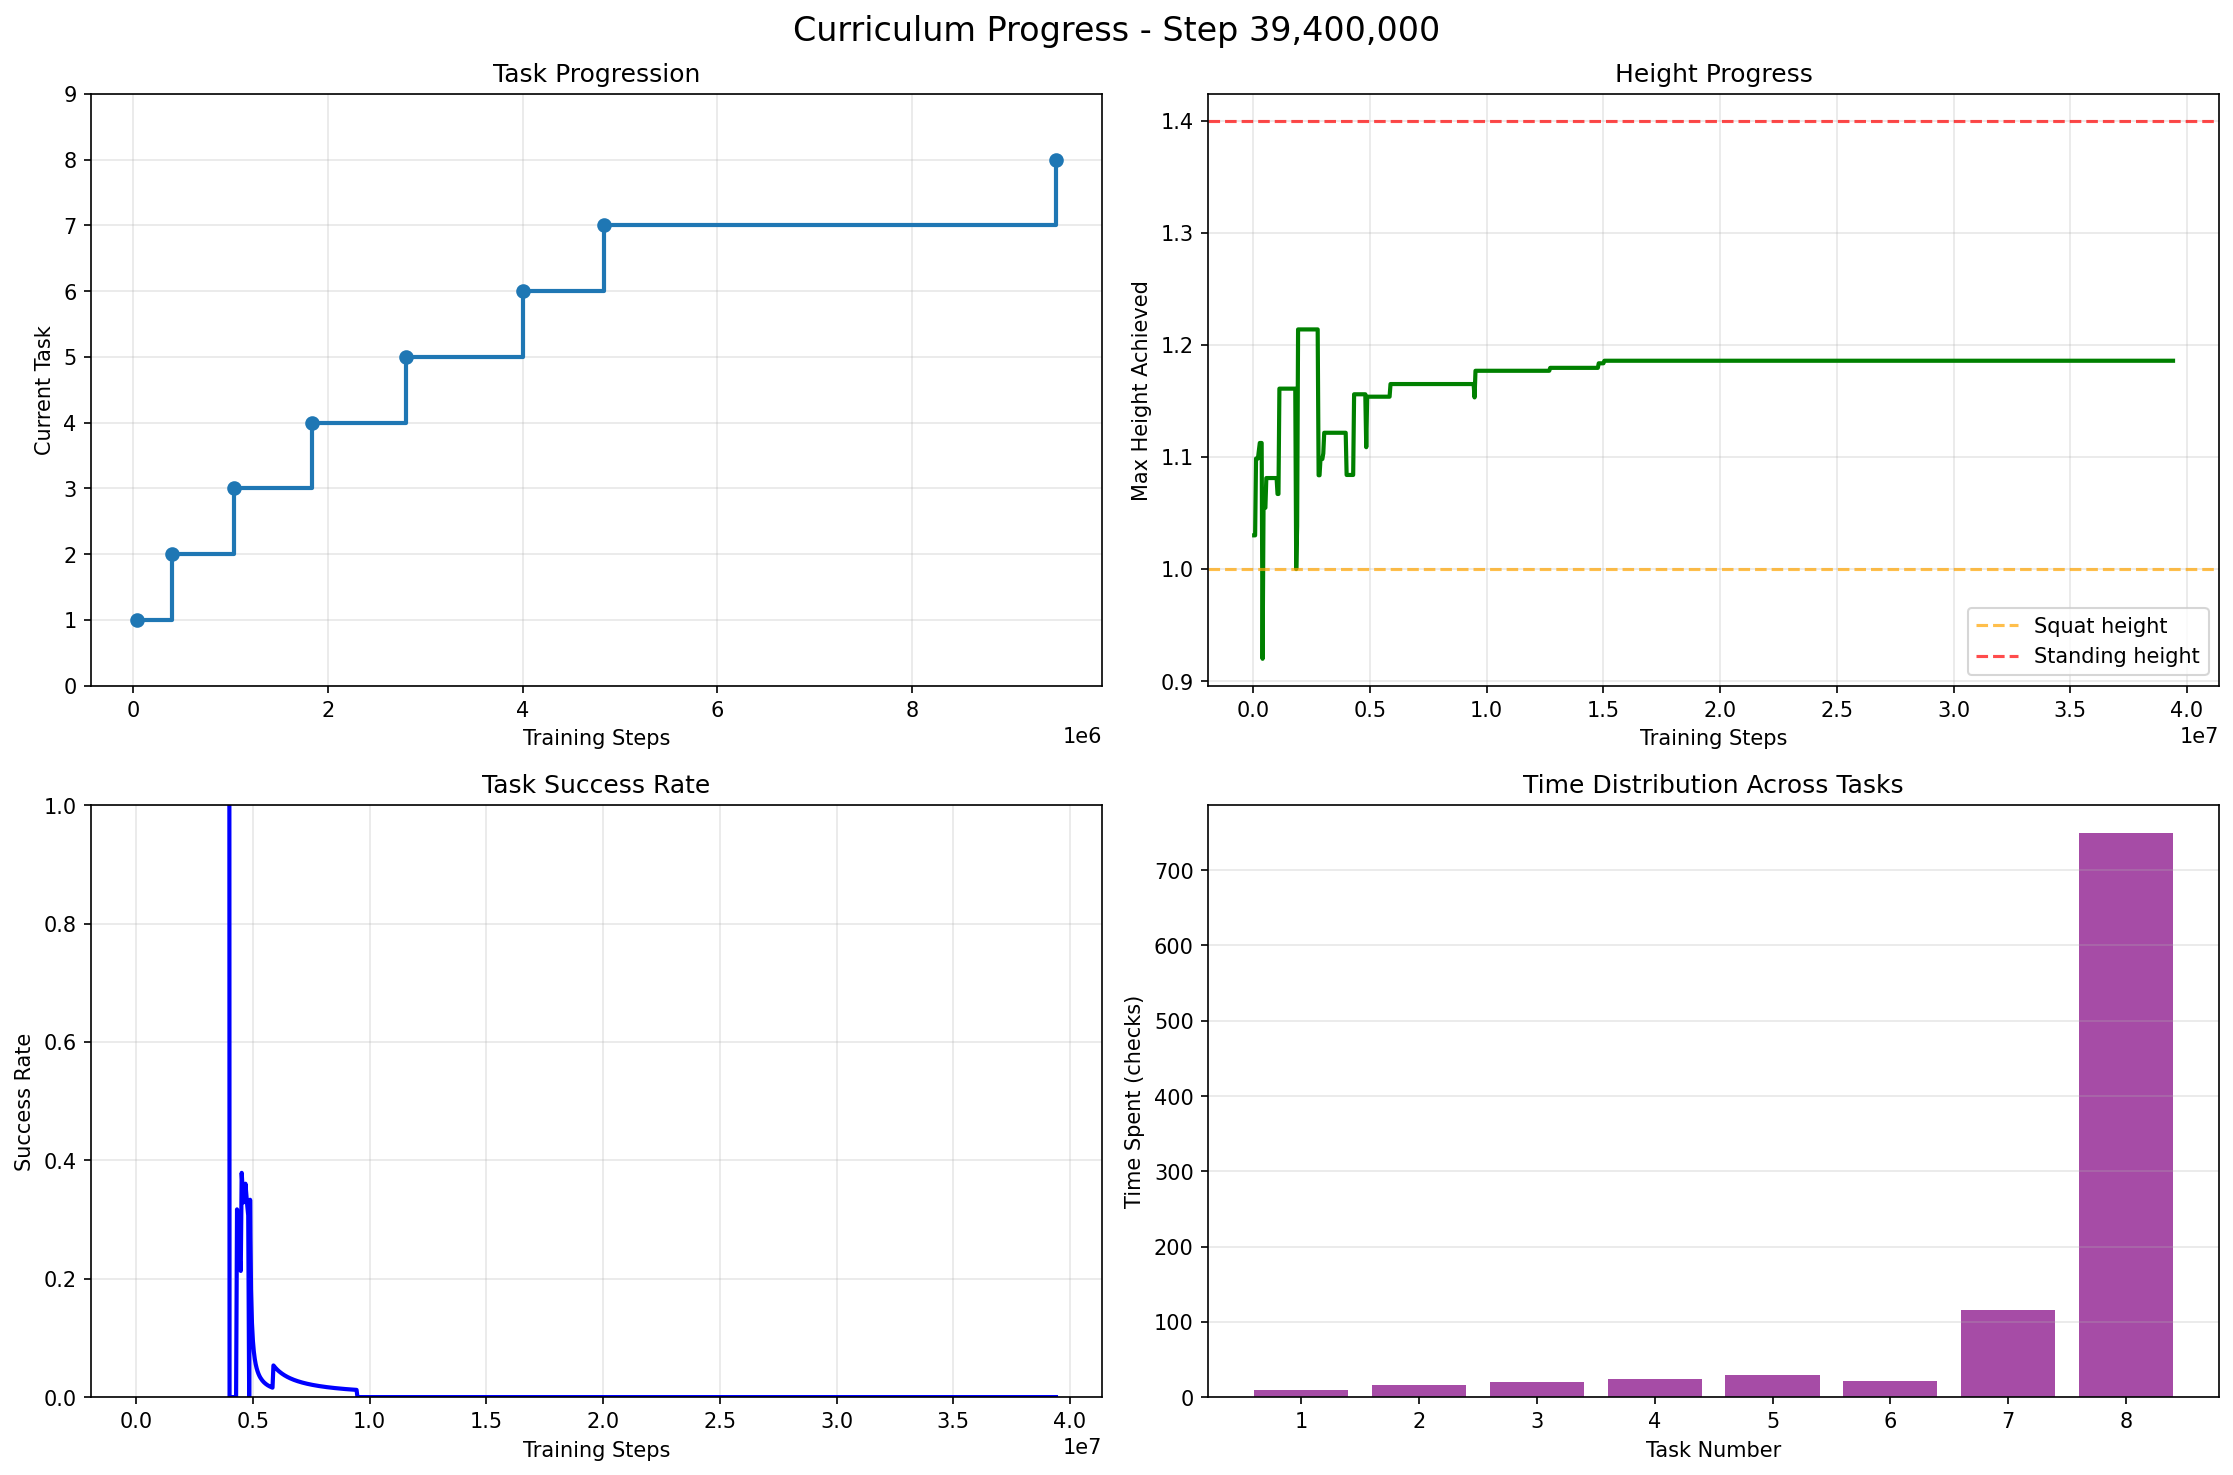 Curriculum Progress - Step 39,400,000
Task Progression
Current Task
9
8
7
6
5
4
3
2
1
0
0 2 4 6 8
1e6
Training Steps
Height Progress
Max Height Achieved
1.4
1.3
1.2
1.1
1.0
0.9
Squat height
Standing height
0.0 0.5 1.0 1.5 2.0 2.5 3.0 3.5 4.0
1e7
Training Steps
Task Success Rate
Success Rate
1.0
0.8
0.6
0.4
0.2
0.0
0.0 0.5 1.0 1.5 2.0 2.5 3.0 3.5 4.0
1e7
Training Steps
Time Distribution Across Tasks
Time Spent (checks)
700
600
500
400
300
200
100
0
1 2 3 4 5 6 7 8
Task Number